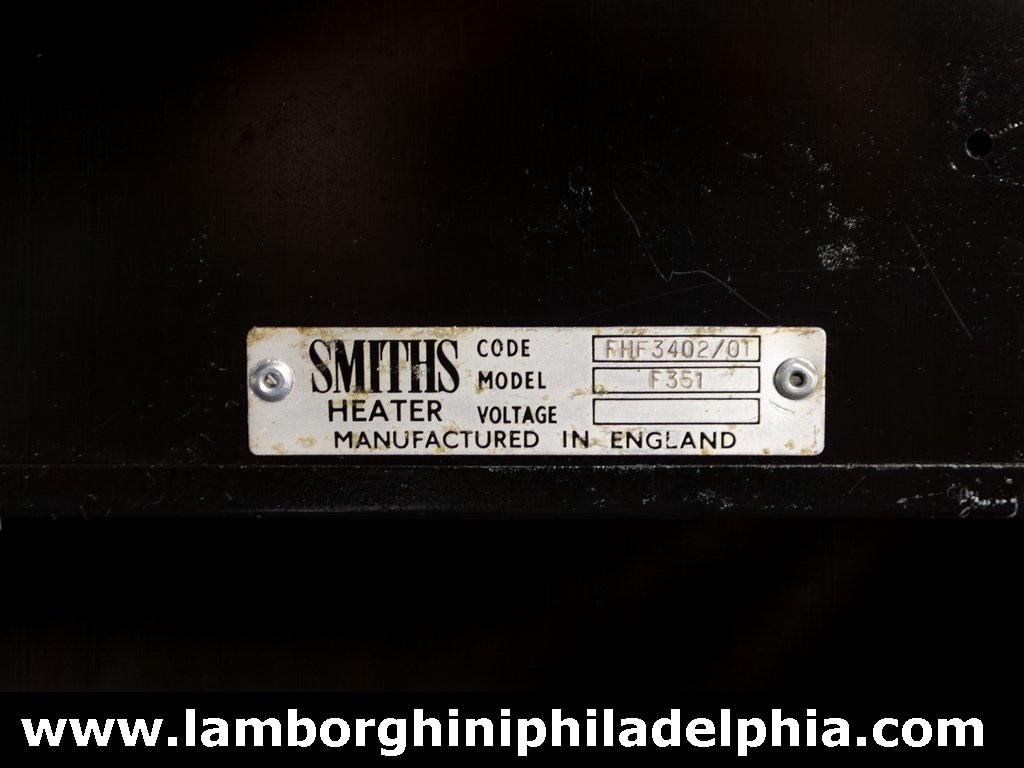 SMITHS
HEATER
CODE FHF3402/01
MODEL F351
VOLTAGE
MANUFACTURED IN ENGLAND
www.lamborghiniphiladelphia.com